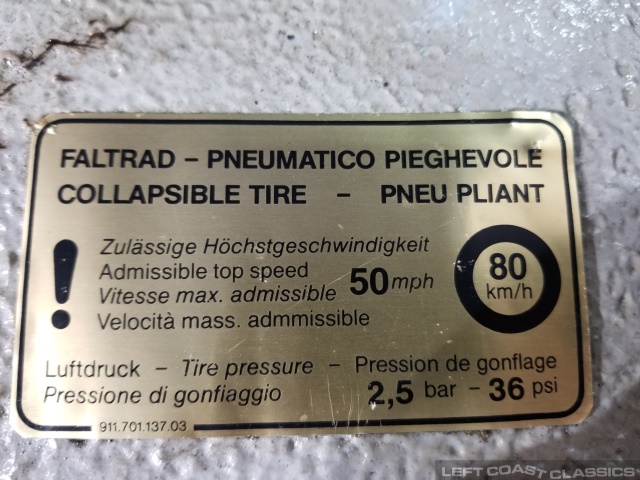 FALTRAD – PNEUMATICO PIEGHEVOLE
COLLAPSIBLE TIRE – PNEU PLIANT
! Zulässige Höchstgeschwindigkeit
Admissible top speed
Vitesse max. admissible 50 mph
Velocità mass. admmissible
80
km/h
Luftdruck – Tire pressure – Pression de gonflage
Pressione di gonfiaggio 2,5 bar – 36 psi
911.701.137.03
LEFT COAST CLASSICS